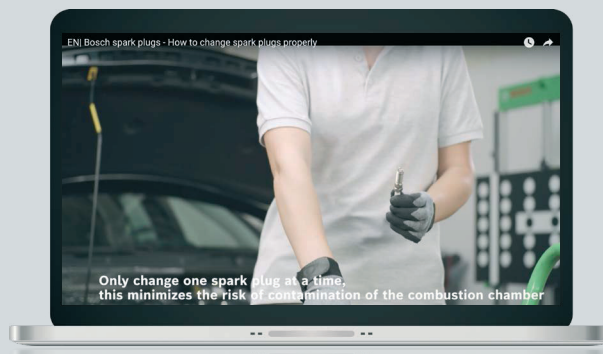 EN| Bosch spark plugs - How to change spark plugs properly
Only change one spark plug at a time,
this minimizes the risk of contamination of the combustion chamber